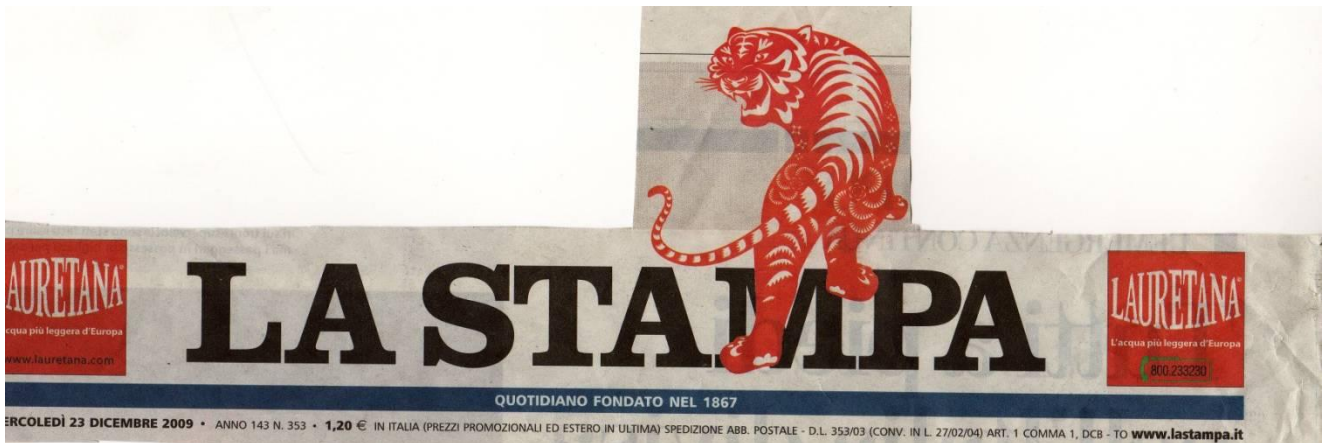 AURETANA
cqua più leggera d'Europa
www.lauretana.com
LA STAMPA
LAURETANA
L'acqua più leggera d'Europa
800.233230
QUOTIDIANO FONDATO NEL 1867
ERCOLEDÌ 23 DICEMBRE 2009 • ANNO 143 N. 353 • 1,20 € IN ITALIA (PREZZI PROMOZIONALI ED ESTERO IN ULTIMA) SPEDIZIONE ABB. POSTALE - D.L. 353/03 (CONV. IN L. 27/02/04) ART. 1 COMMA 1, DCB - TO www.lastampa.it